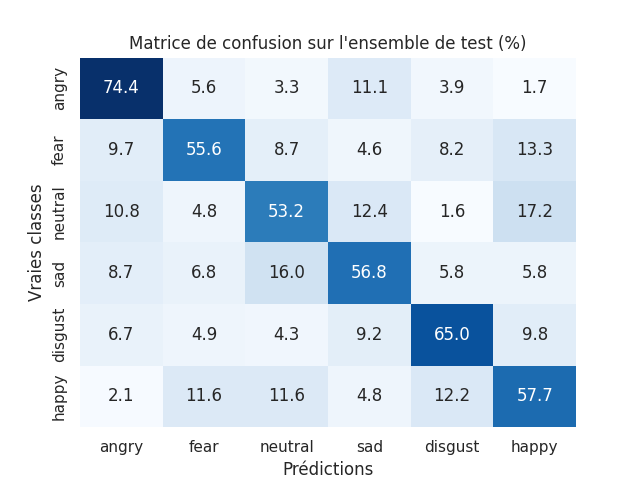 Matrice de confusion sur l'ensemble de test (%)
Vraies classes
angry 74.4 5.6 3.3 11.1 3.9 1.7
fear 9.7 55.6 8.7 4.6 8.2 13.3
neutral 10.8 4.8 53.2 12.4 1.6 17.2
sad 8.7 6.8 16.0 56.8 5.8 5.8
disgust 6.7 4.9 4.3 9.2 65.0 9.8
happy 2.1 11.6 11.6 4.8 12.2 57.7
angry fear neutral sad disgust happy
Prédictions